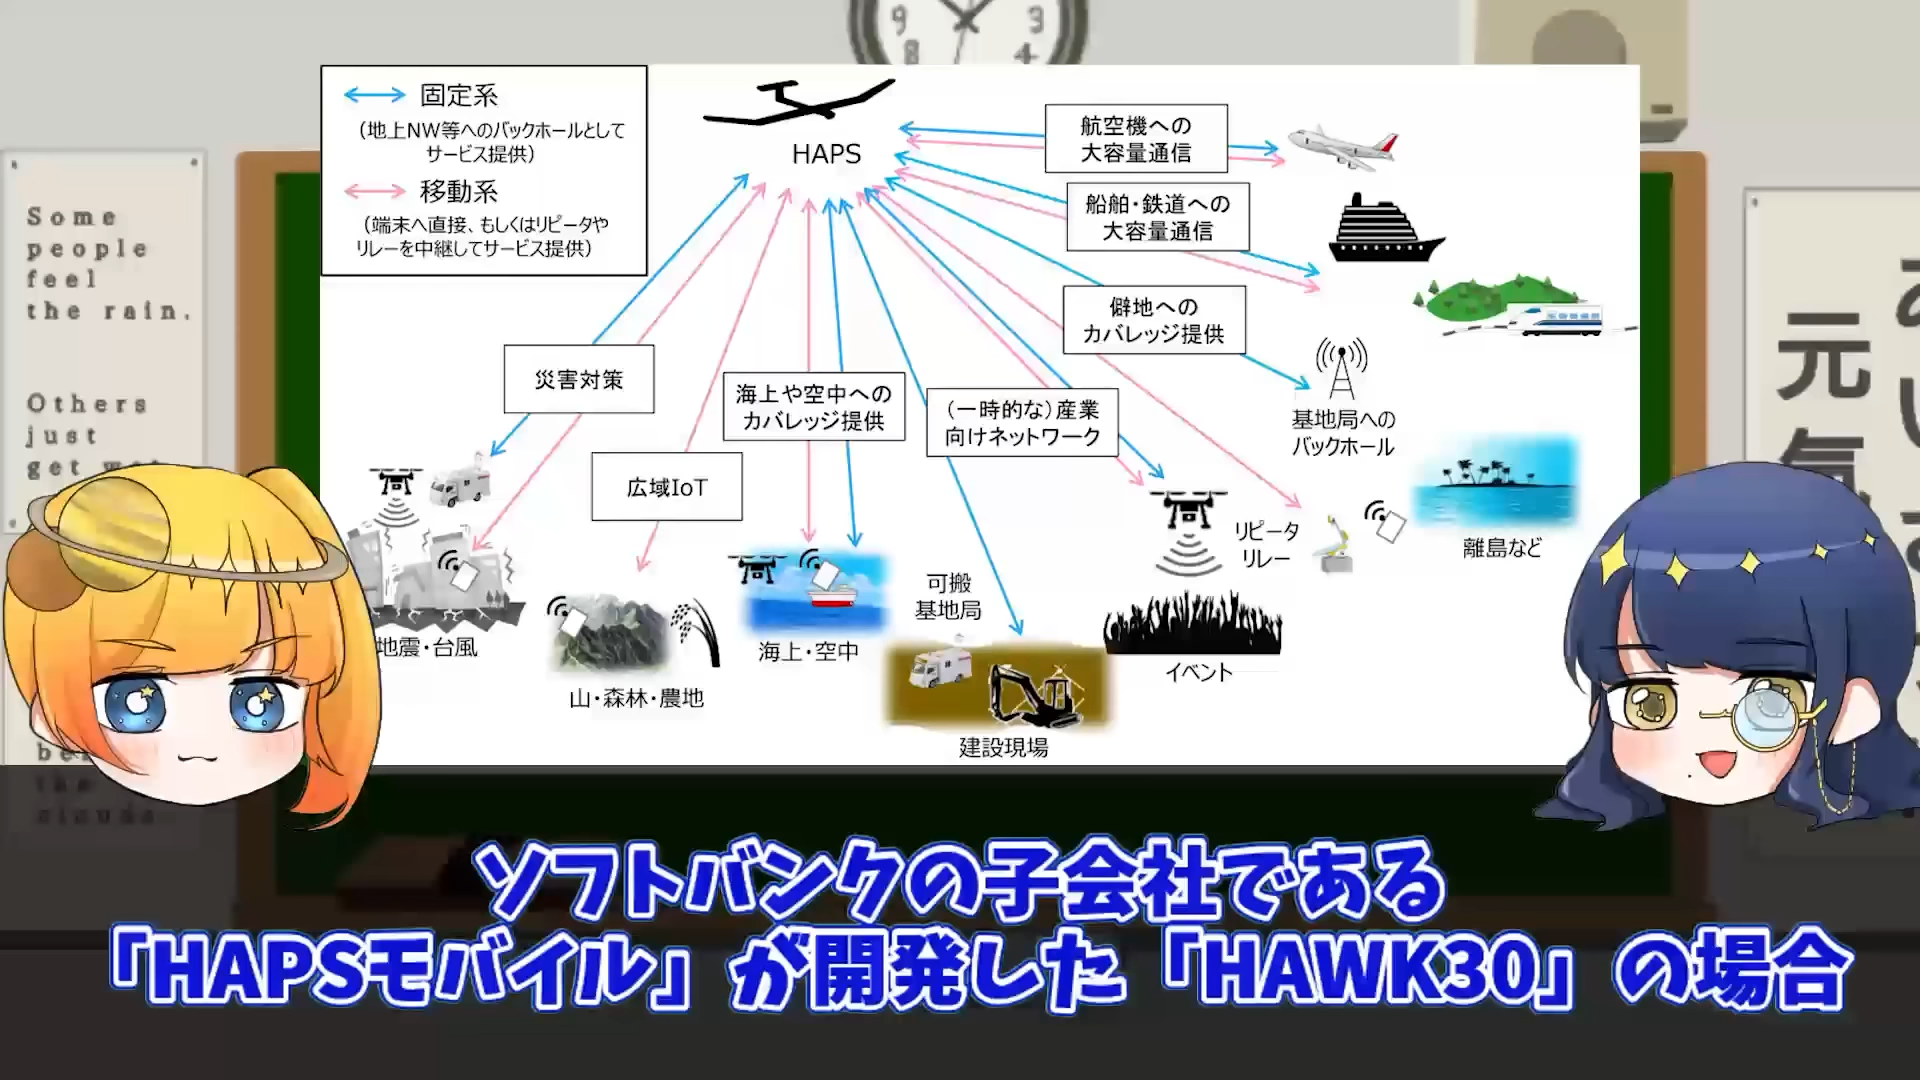 9
3
8
4
固定系
（地上NW等へのバックホールとして
サービス提供）
移動系
（端末へ直接、もしくはリピータや
リレーを中継してサービス提供）
HAPS
航空機への
大容量通信
船舶・鉄道への
大容量通信
僻地への
カバレッジ提供
災害対策
海上や空中への
カバレッジ提供
（一時的な）産業
向けネットワーク
広域IoT
基地局への
バックホール
リピータ
リレー
離島など
可搬
基地局
地震・台風
山・森林・農地
海上・空中
建設現場
イベント
Some
people
feel
the rain.
Others
just
get wet
the
clouds
元気
ソフトバンクの子会社である
「HAPSモバイル」が開発した「HAWK30」の場合